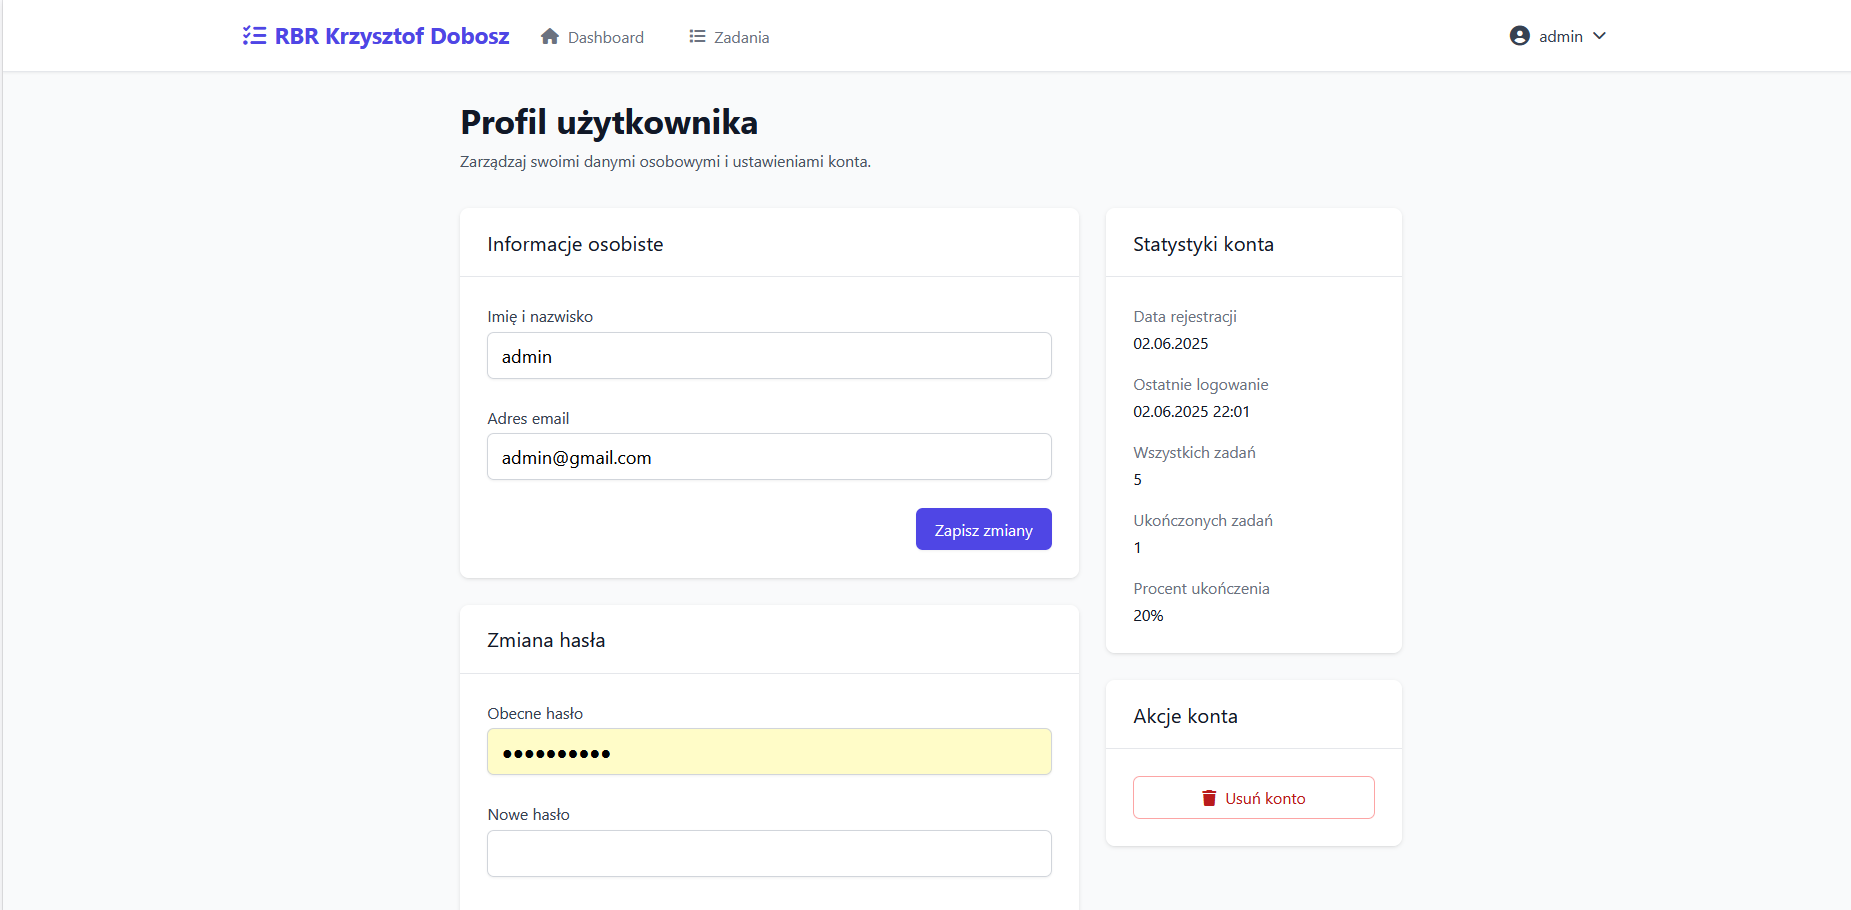 RBR Krzysztof Dobosz
Dashboard
Zadania
admin
Profil użytkownika
Zarządzaj swoimi danymi osobowymi i ustawieniami konta.
Informacje osobiste
Imię i nazwisko
admin
Adres email
admin@gmail.com
Zapisz zmiany
Zmiana hasła
Obecne hasło
●●●●●●●●●●
Nowe hasło
Statystyki konta
Data rejestracji
02.06.2025
Ostatnie logowanie
02.06.2025 22:01
Wszystkich zadań
5
Ukończonych zadań
1
Procent ukończenia
20%
Akcje konta
Usuń konto